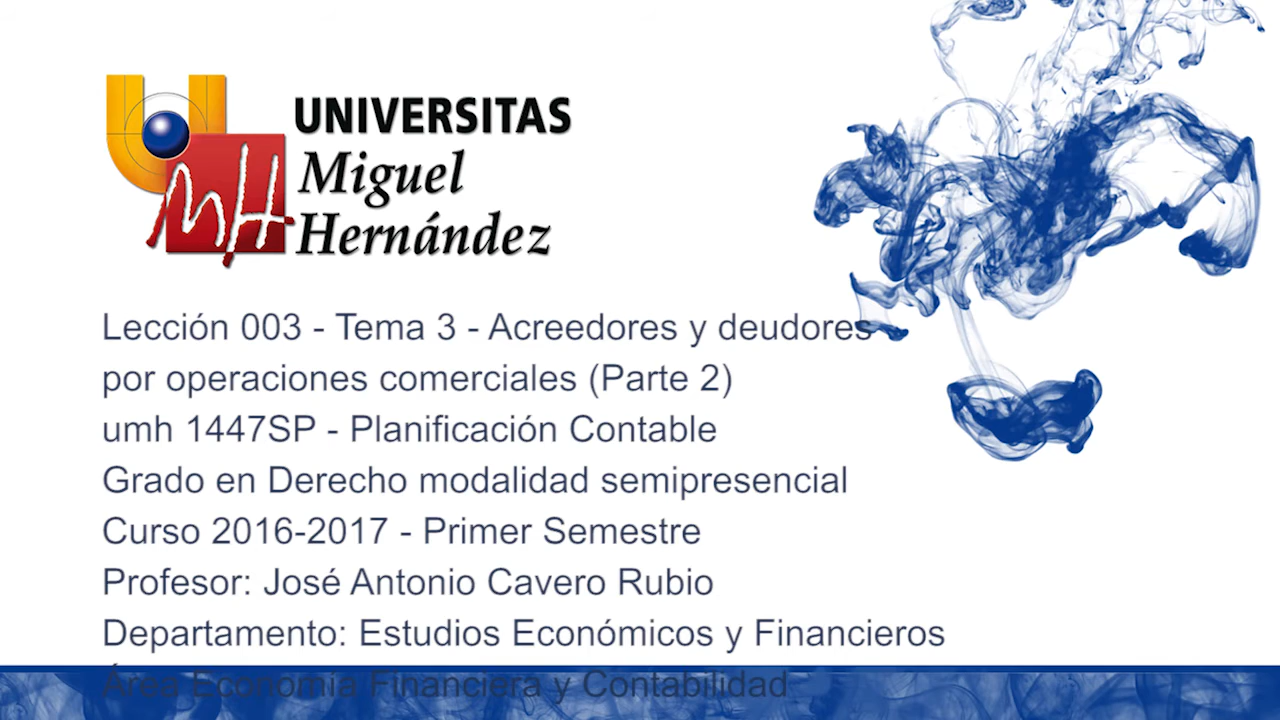 UNIVERSITAS
Miguel
Hernández
MH
Lección 003 - Tema 3 - Acreedores y deudores
por operaciones comerciales (Parte 2)
umh 1447SP - Planificación Contable
Grado en Derecho modalidad semipresencial
Curso 2016-2017 - Primer Semestre
Profesor: José Antonio Cavero Rubio
Departamento: Estudios Económicos y Financieros
Área Economía Financiera y Contabilidad